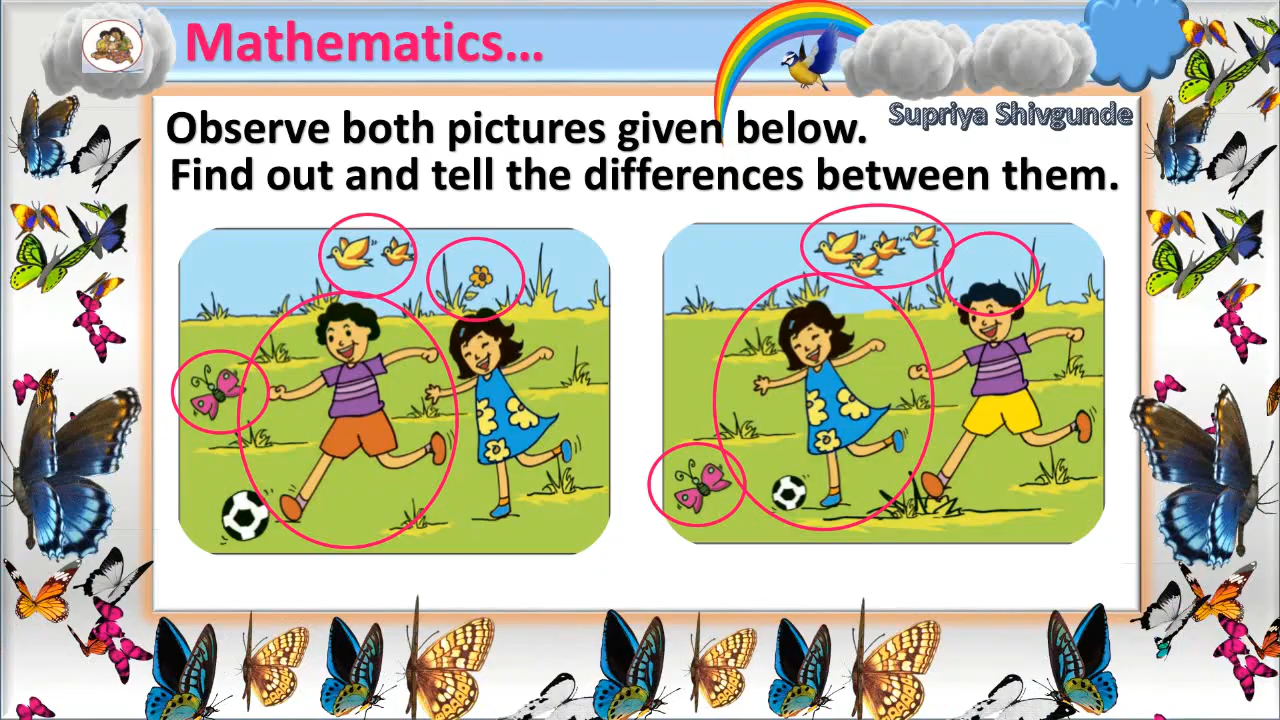 Mathematics...
Supriya Shivgunde
Observe both pictures given below.
Find out and tell the differences between them.